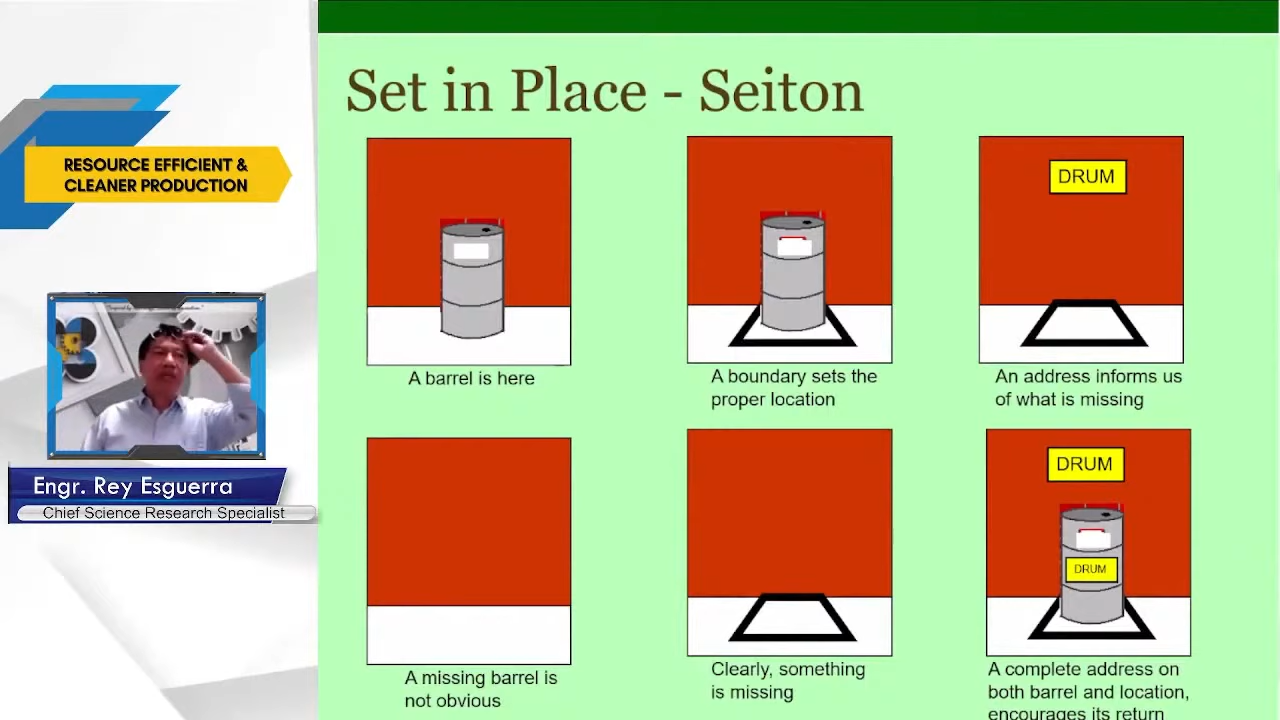 RESOURCE EFFICIENT &
CLEANER PRODUCTION
Engr. Rey Esguerra
Chief Science Research Specialist
Set in Place - Seiton
A barrel is here
A boundary sets the
proper location
DRUM
An address informs us
of what is missing
A missing barrel is
not obvious
Clearly, something
is missing
DRUM
DRUM
A complete address on
both barrel and location,
encourages its return